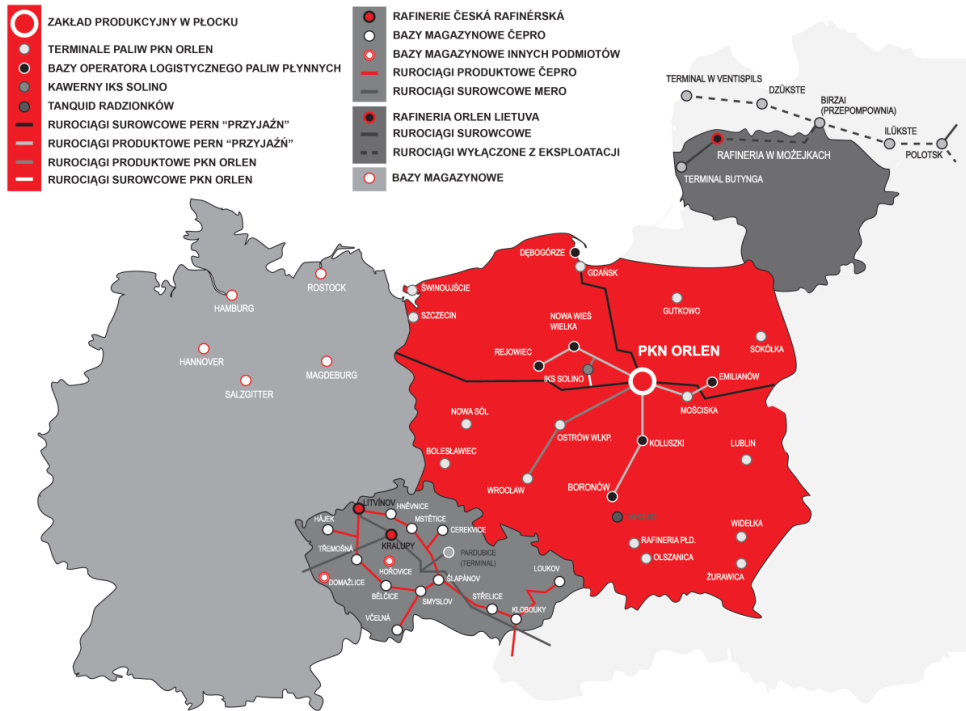 ZAKŁAD PRODUKCYJNY W PŁOCKU
TERMINALE PALIW PKN ORLEN
BAZY OPERATORA LOGISTYCZNEGO PALIW PŁYNNYCH
KAWERNY IKS SOLINO
TANQUID RADZIONKÓW
RUROCIĄGI SUROWCOWE PERN “PRZYJAŹŃ”
RUROCIĄGI PRODUKTOWE PERN “PRZYJAŹŃ”
RUROCIĄGI PRODUKTOWE PKN ORLEN
RUROCIĄGI SUROWCOWE PKN ORLEN
RAFINERIE ČESKÁ RAFINÉRSKÁ
BAZY MAGAZYNOWE ČEPRO
BAZY MAGAZYNOWE INNYCH PODMIOTÓW
RUROCIĄGI PRODUKTOWE ČEPRO
RUROCIĄGI SUROWCOWE MERO
RAFINERIA ORLEN LIETUVA
RUROCIĄGI SUROWCOWE
RUROCIĄGI WYŁĄCZONE Z EKSPLOATACJI
BAZY MAGAZYNOWE
TERMINAL W VENTISPILS
DZŪKSTE
BIRZAI
(PRZEPOMPOWNIA)
ILŪKSTE
POLOTSK
RAFINERIA W MOŻEJKACH
TERMINAL BUTYNGA
DĘBOGÓRZE
GDAŃSK
ŚWINOUJŚCIE
SZCZECIN
GUTKOWO
SOKÓŁKA
NOWA WIEŚ
WIELKA
REJOWIEC
IKS SOLINO
PKN ORLEN
EMILIANÓW
MOŚCISKA
NOWA SÓL
OSTRÓW WLKP.
KOLUSZKI
LUBLIN
BOLESŁAWIEC
WROCŁAW
BORONÓW
WIDEŁKA
RAFINERIA PŁD.
OLSZANICA
ŻURAWICA
ROSTOCK
HAMBURG
HANNOVER
MAGDEBURG
SALZGITTER
LITVÍNOV
HNĚVNICE
HÁJEK
MSTĚTICE
CEREKVICE
KRALUPY
TŘEMOŠNÁ
PARDUBICE
(TERMINAL)
HOŘOVICE
DOMAŽLICE
LOUKOV
ŠLAPÁNOV
BĚLČICE
SMYSLOV
STŘELICE
VČELNÁ
KLOBOUKY